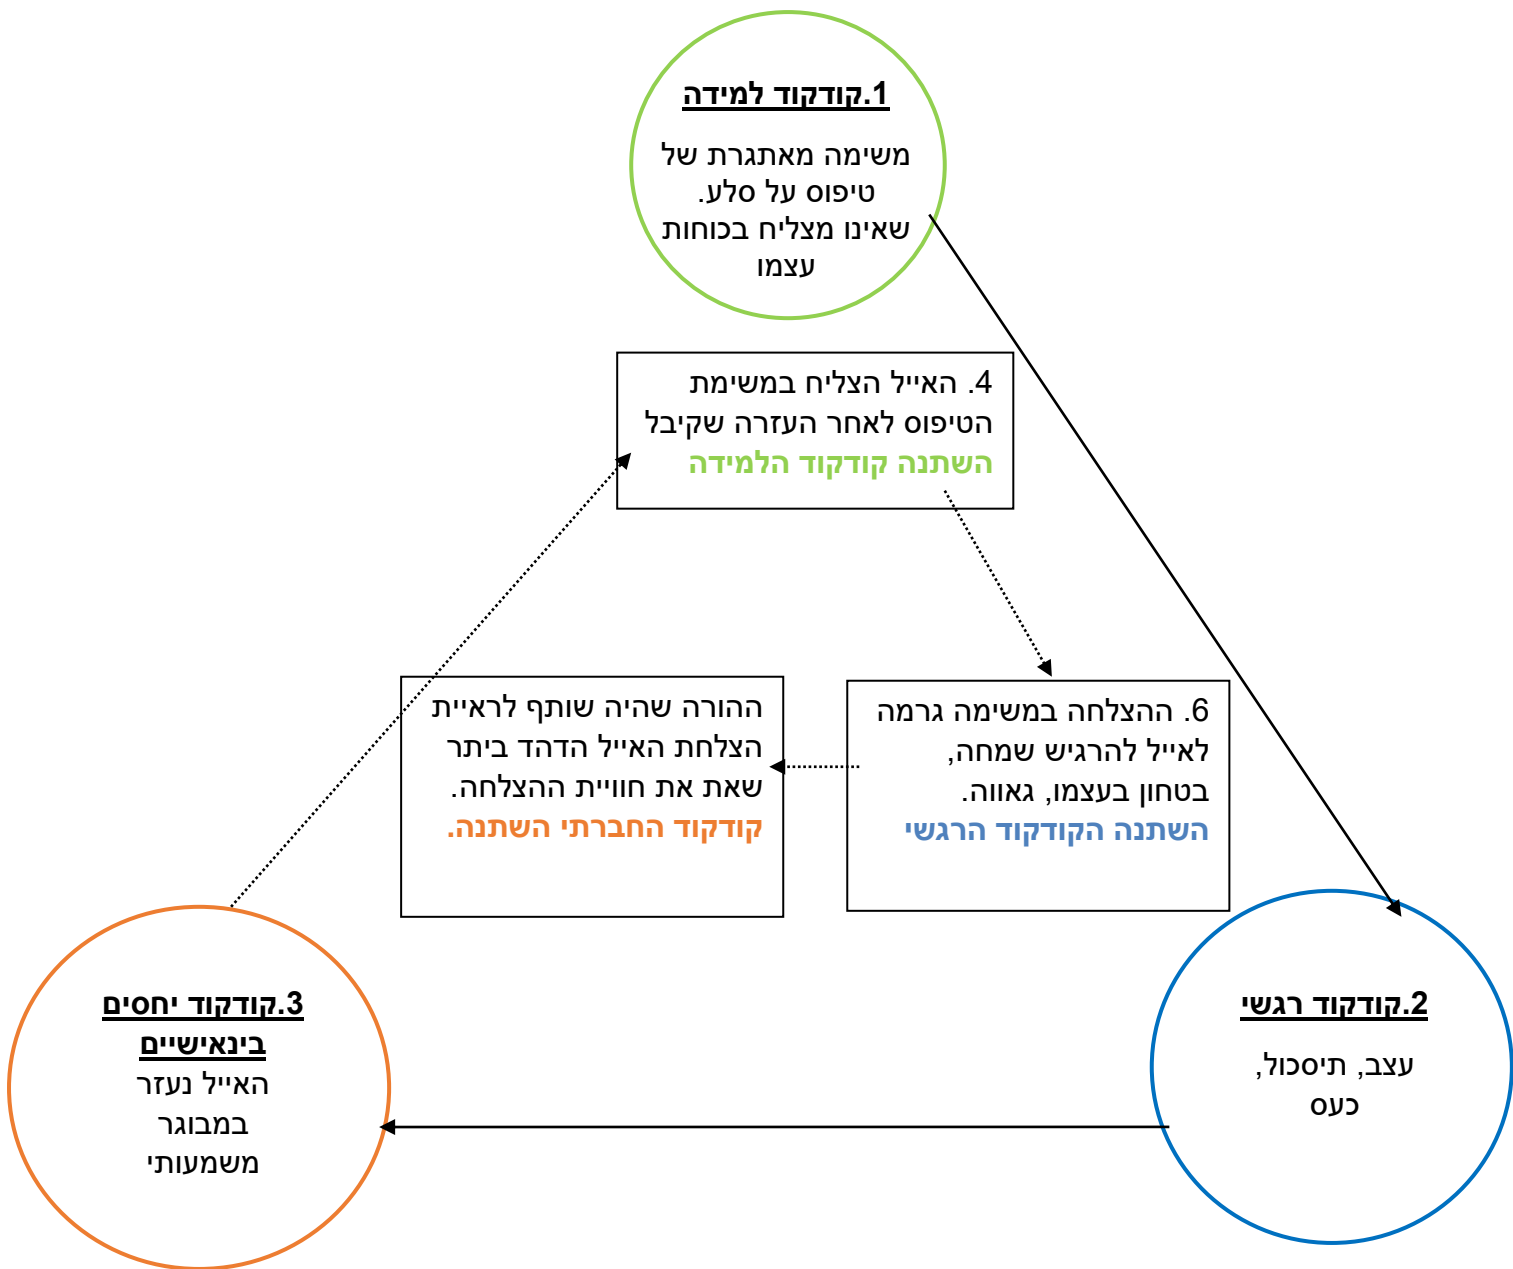 1.קודקוד למידה
משימה מאתגרת של
טיפוס על סלע.
שאינו מצליח בכוחות
עצמו
4. האייל הצליח במשימת
הטיפוס לאחר העזרה שקיבל
השתנה קודקוד הלמידה
6. ההצלחה במשימה גרמה
לאייל להרגיש שמחה,
בטחון בעצמו, גאווה.
השתנה הקודקוד הרגשי
ההורה שהיה שותף לראיית
הצלחת האייל הדהד ביתר
שאת את חוויית ההצלחה.
קודקוד החברתי השתנה.
2.קודקוד רגשי
עצב, תיסכול,
כעס
3.קודקוד יחסים
בינאישיים
האייל נעזר
במבוגר
משמעותי